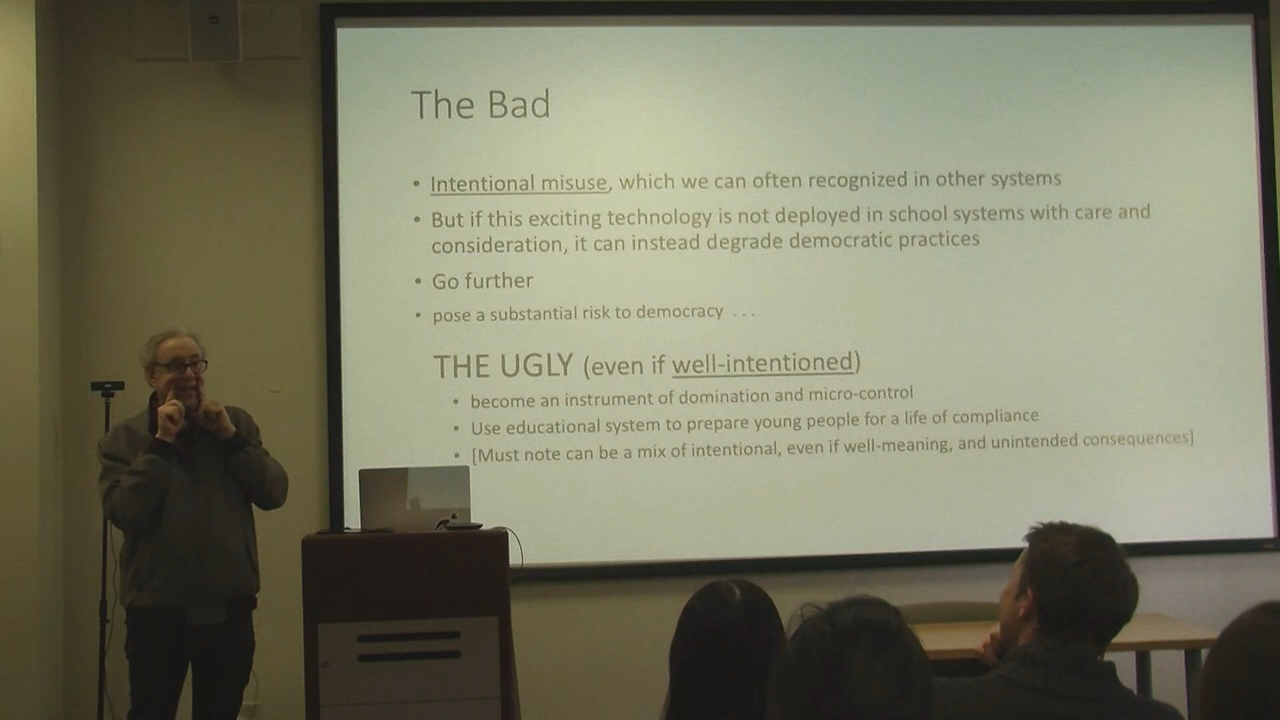 The Bad
• Intentional misuse, which we can often recognized in other systems
• But if this exciting technology is not deployed in school systems with care and
consideration, it can instead degrade democratic practices
• Go further
• pose a substantial risk to democracy . . .
THE UGLY (even if well-intentioned)
• become an instrument of domination and micro-control
• Use educational system to prepare young people for a life of compliance
• [Must note can be a mix of intentional, even if well-meaning, and unintended consequences]